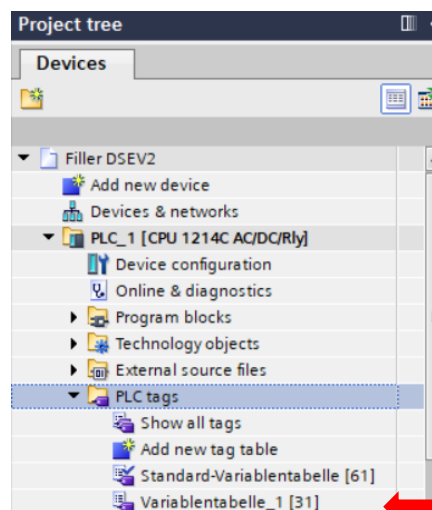 Project tree
Devices
Filler DSEV2
Add new device
Devices & networks
PLC_1 [CPU 1214C AC/DC/Rly]
Device configuration
Online & diagnostics
Program blocks
Technology objects
External source files
PLC tags
Show all tags
Add new tag table
Standard-Variablentabelle [61]
Variablentabelle_1 [31]